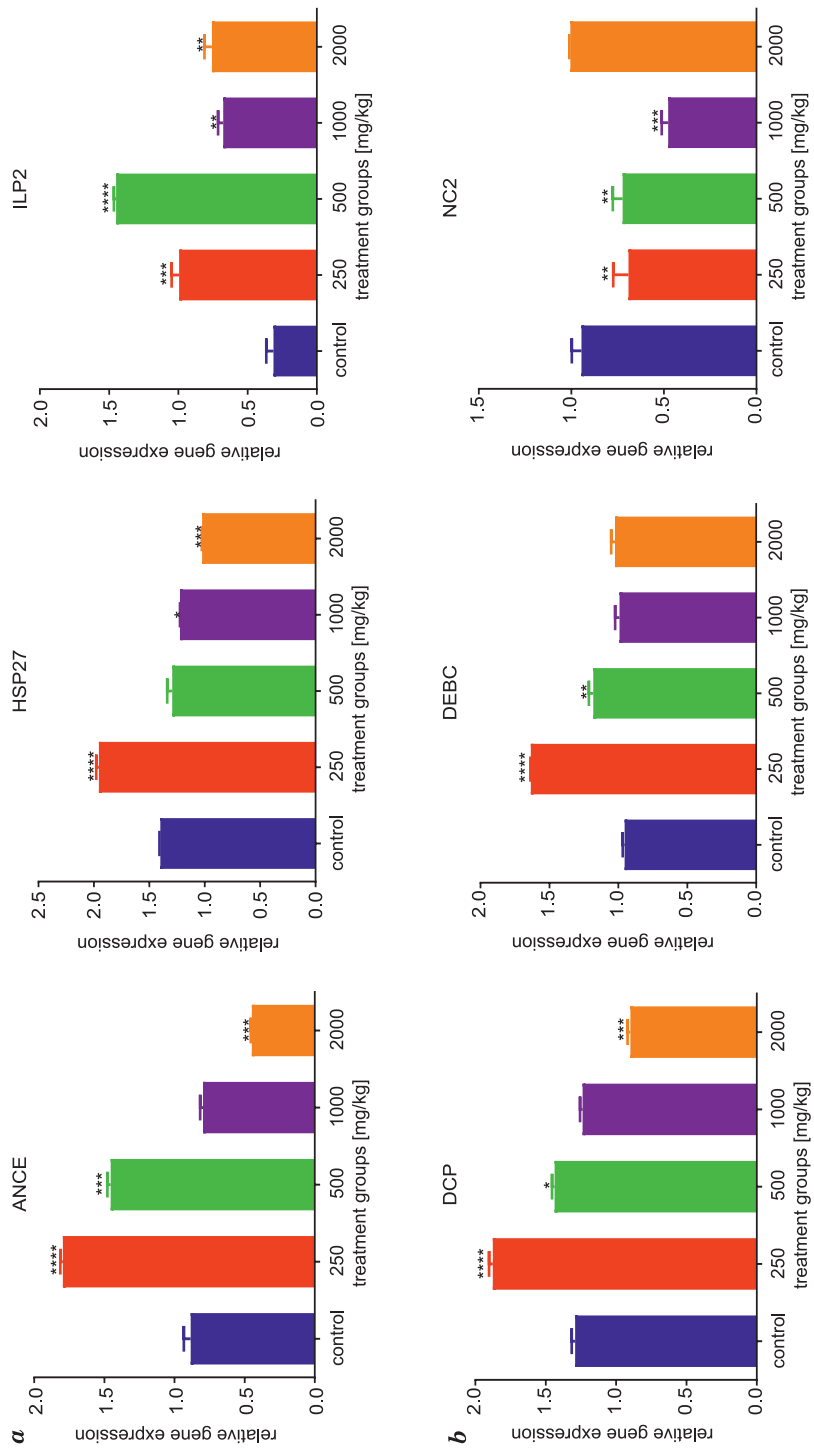 a
ANCE
relative gene expression
2.0
1.5
1.0
0.5
0.0
****
***
***
control
250
500
1000
2000
treatment groups [mg/kg]
HSP27
relative gene expression
2.5
2.0
1.5
1.0
0.5
0.0
****
*
***
control
250
500
1000
2000
treatment groups [mg/kg]
ILP2
relative gene expression
2.0
1.5
1.0
0.5
0.0
***
****
**
**
control
250
500
1000
2000
treatment groups [mg/kg]
b
DCP
relative gene expression
2.0
1.5
1.0
0.5
0.0
****
*
***
control
250
500
1000
2000
treatment groups [mg/kg]
DEBC
relative gene expression
2.0
1.5
1.0
0.5
0.0
****
**
control
250
500
1000
2000
treatment groups [mg/kg]
NC2
relative gene expression
1.5
1.0
0.5
0.0
**
**
***
control
250
500
1000
2000
treatment groups [mg/kg]